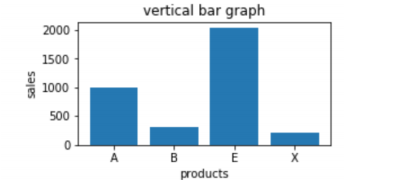 vertical bar graph
2000
1500
1000
500
0
sales
A B E X
products